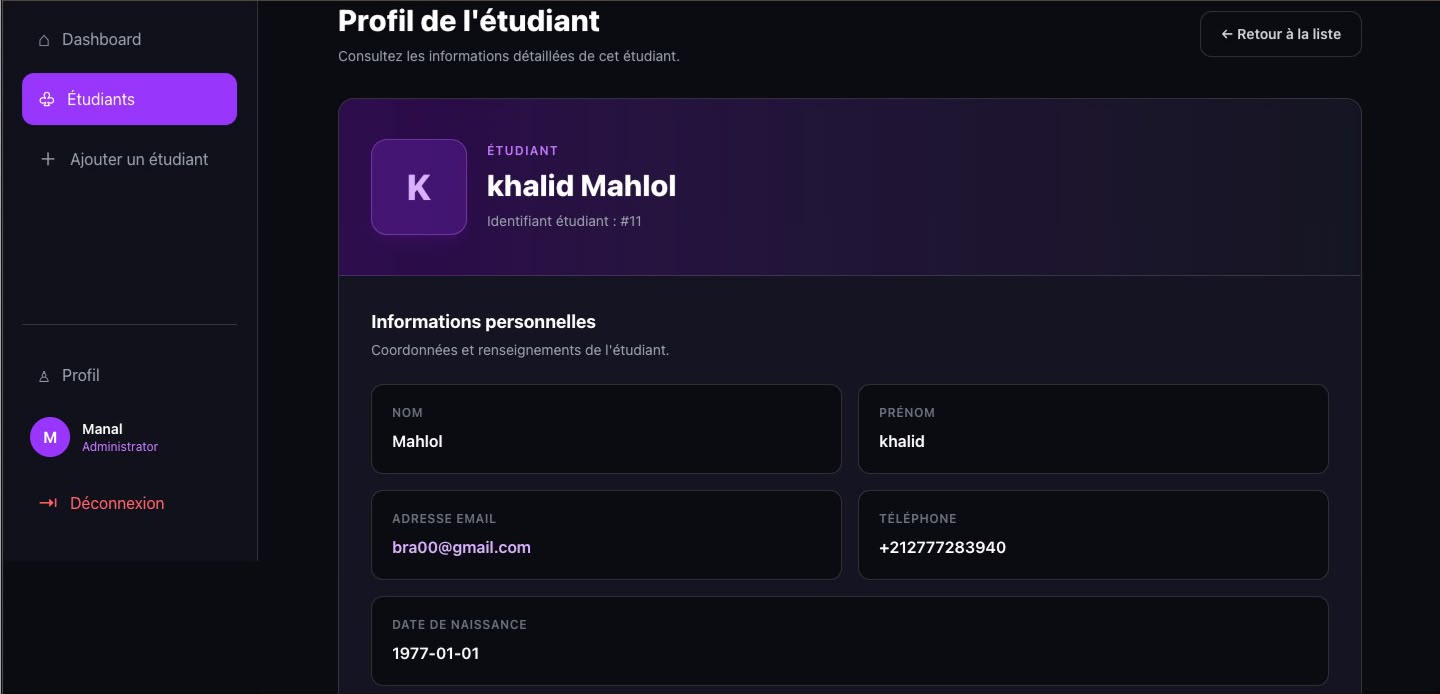 Dashboard
Étudiants
Ajouter un étudiant
Profil
M
Manal
Administrator
Déconnexion
Profil de l'étudiant
Consultez les informations détaillées de cet étudiant.
← Retour à la liste
K
ÉTUDIANT
khalid Mahlol
Identifiant étudiant : #11
Informations personnelles
Coordonnées et renseignements de l'étudiant.
NOM
Mahlol
PRÉNOM
khalid
ADRESSE EMAIL
bra00@gmail.com
TÉLÉPHONE
+212777283940
DATE DE NAISSANCE
1977-01-01